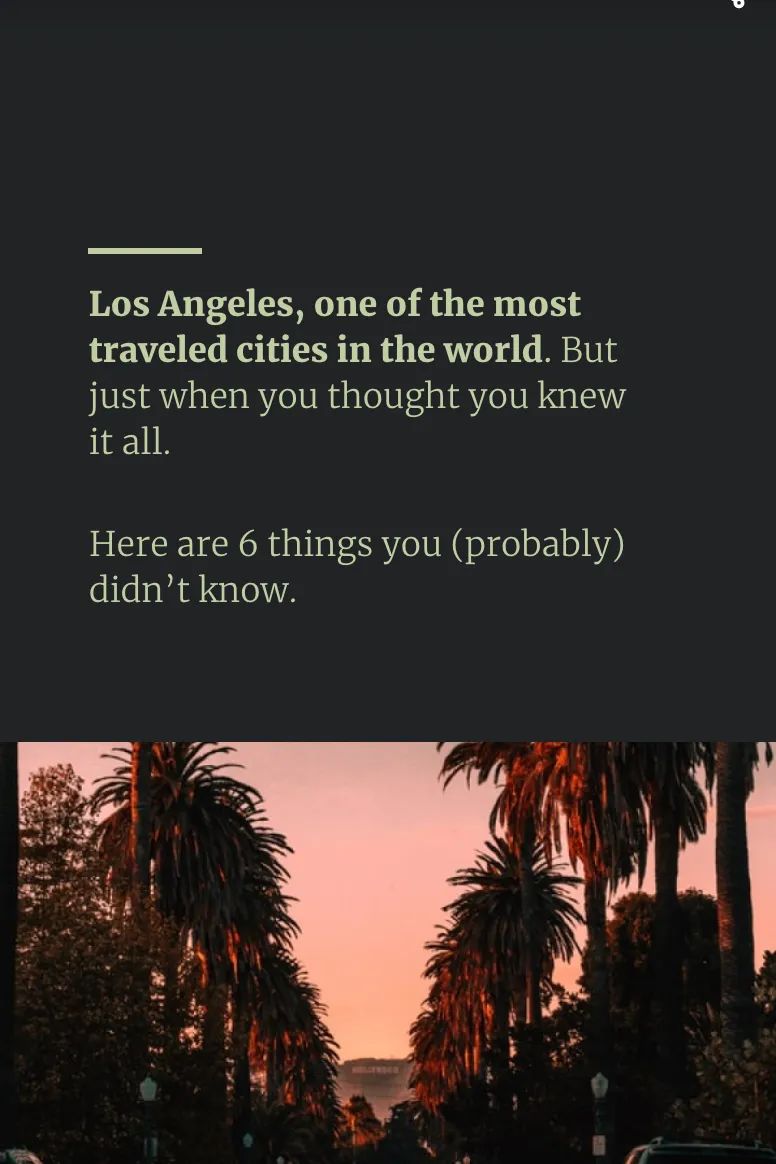 Los Angeles, one of the most
traveled cities in the world. But
just when you thought you knew
it all.
Here are 6 things you (probably)
didn’t know.
HOLLYWOOD